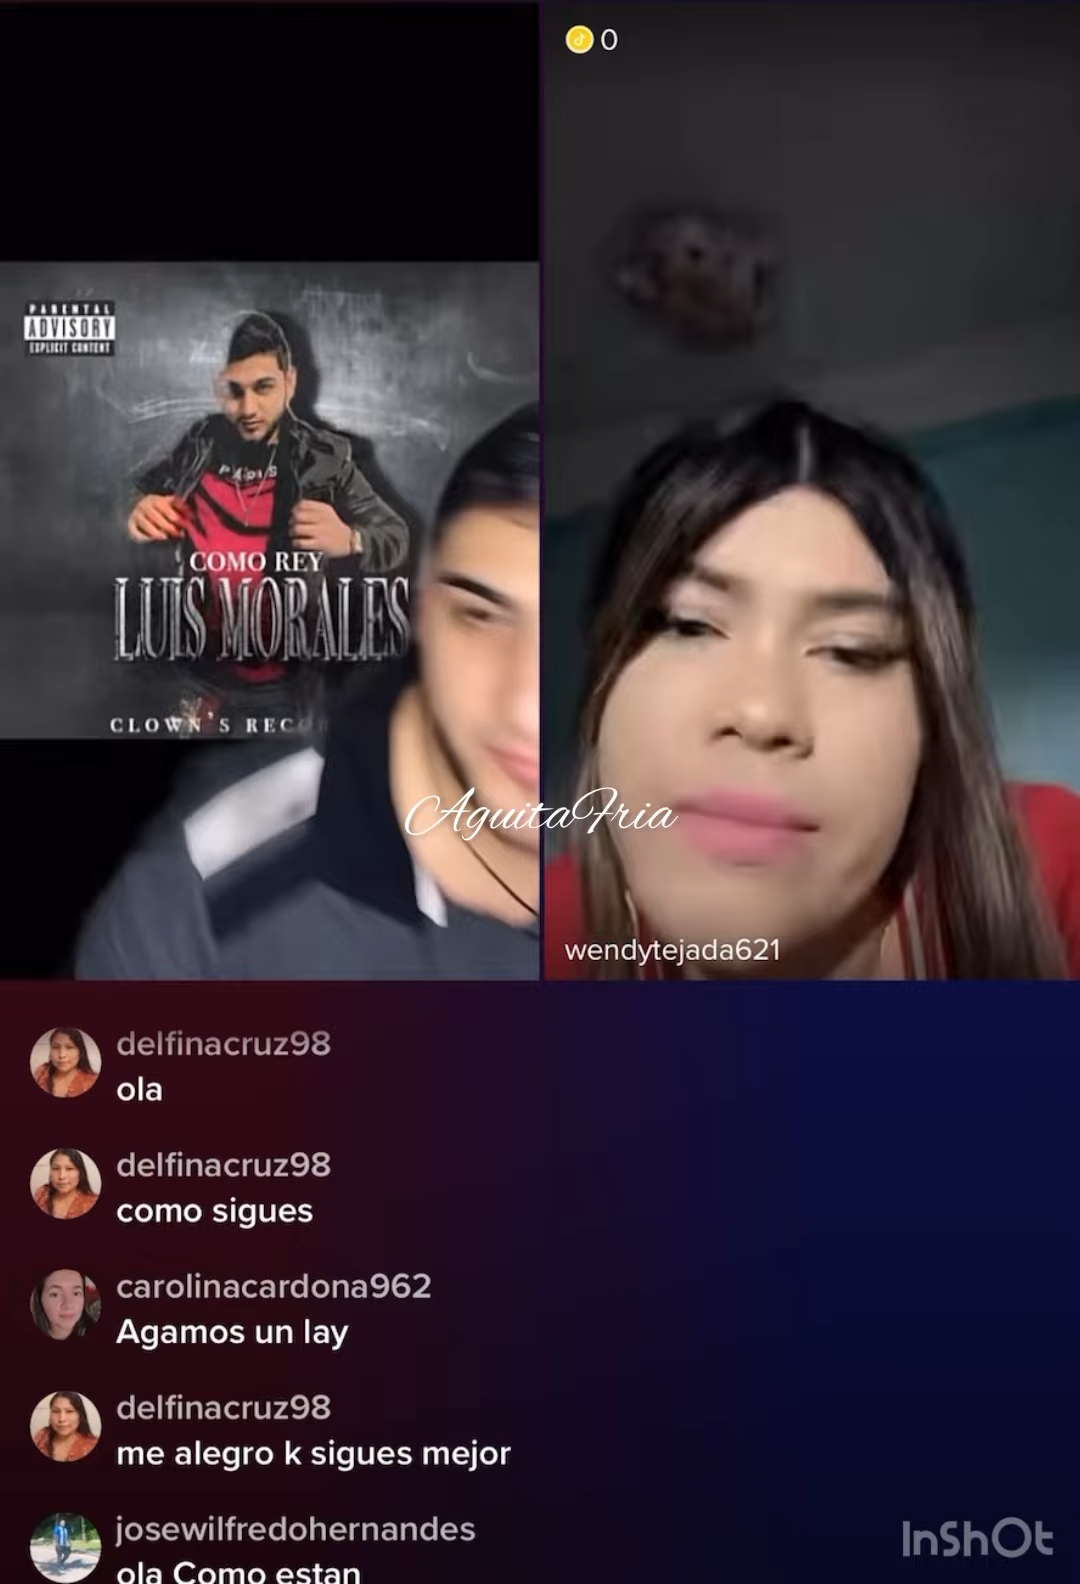 0
PARENTAL
ADVISORY
EXPLICIT CONTENT
COMO REY
LUIS MORALES
CLOWN'S
AguitaFria
wendytejada621
delfinacruz98
ola
delfinacruz98
como sigues
carolinacardona962
Agamos un lay
delfinacruz98
me alegro k sigues mejor
josewilfredohernandes
ola Como estan
InShOt